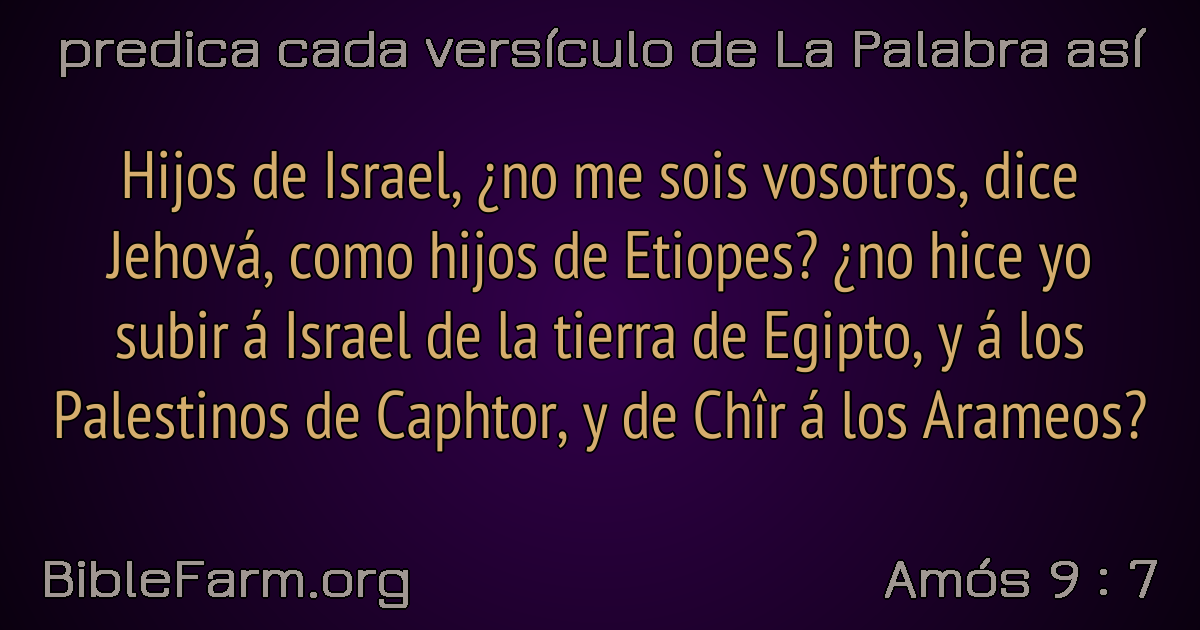 predica cada versículo de La Palabra así
Hijos de Israel, ¿no me sois vosotros, dice
Jehová, como hijos de Etiopes? ¿no hice yo
subir á Israel de la tierra de Egipto, y á los
Palestinos de Caphtor, y de Chîr á los Arameos?
BibleFarm.org
Amós 9 : 7